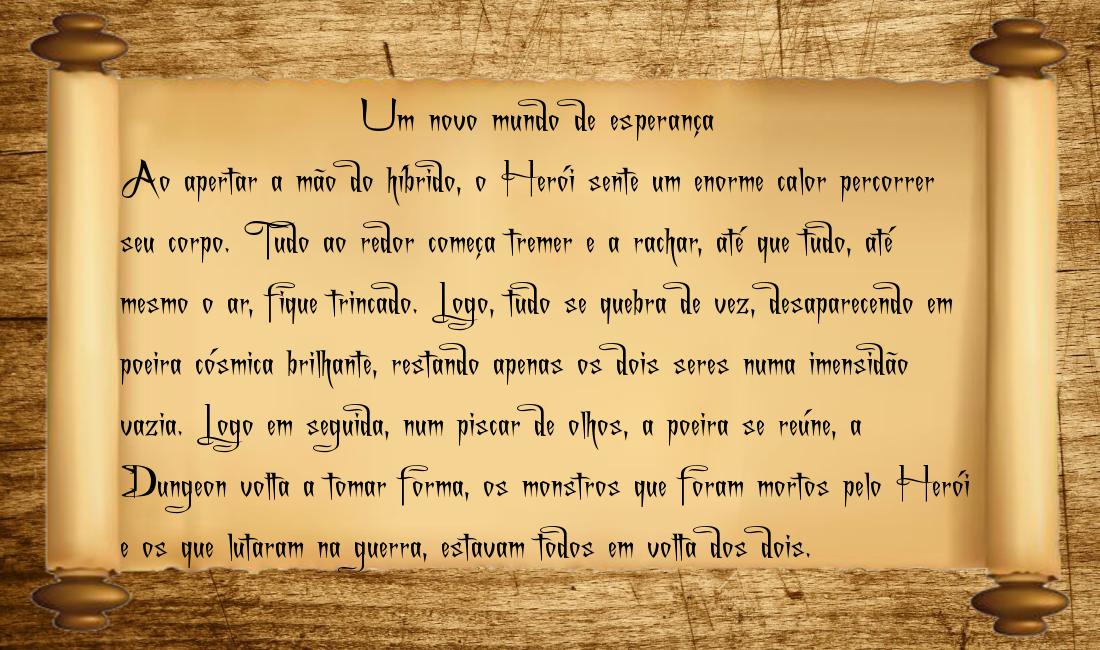 Um novo mundo de esperança
Ao apertar a mão do híbrido, o Herói sente um enorme calor percorrer
seu corpo. Tudo ao redor começa tremer e a rachar, até que tudo, até
mesmo o ar, fique trincado. Logo, tudo se quebra de vez, desaparecendo em
poeira cósmica brilhante, restando apenas os dois seres numa imensidão
vazia. Logo em seguida, num piscar de olhos, a poeira se reúne, a
Dungeon volta a tomar forma, os monstros que foram mortos pelo Herói
e os que lutaram na guerra, estavam todos em volta dos dois.